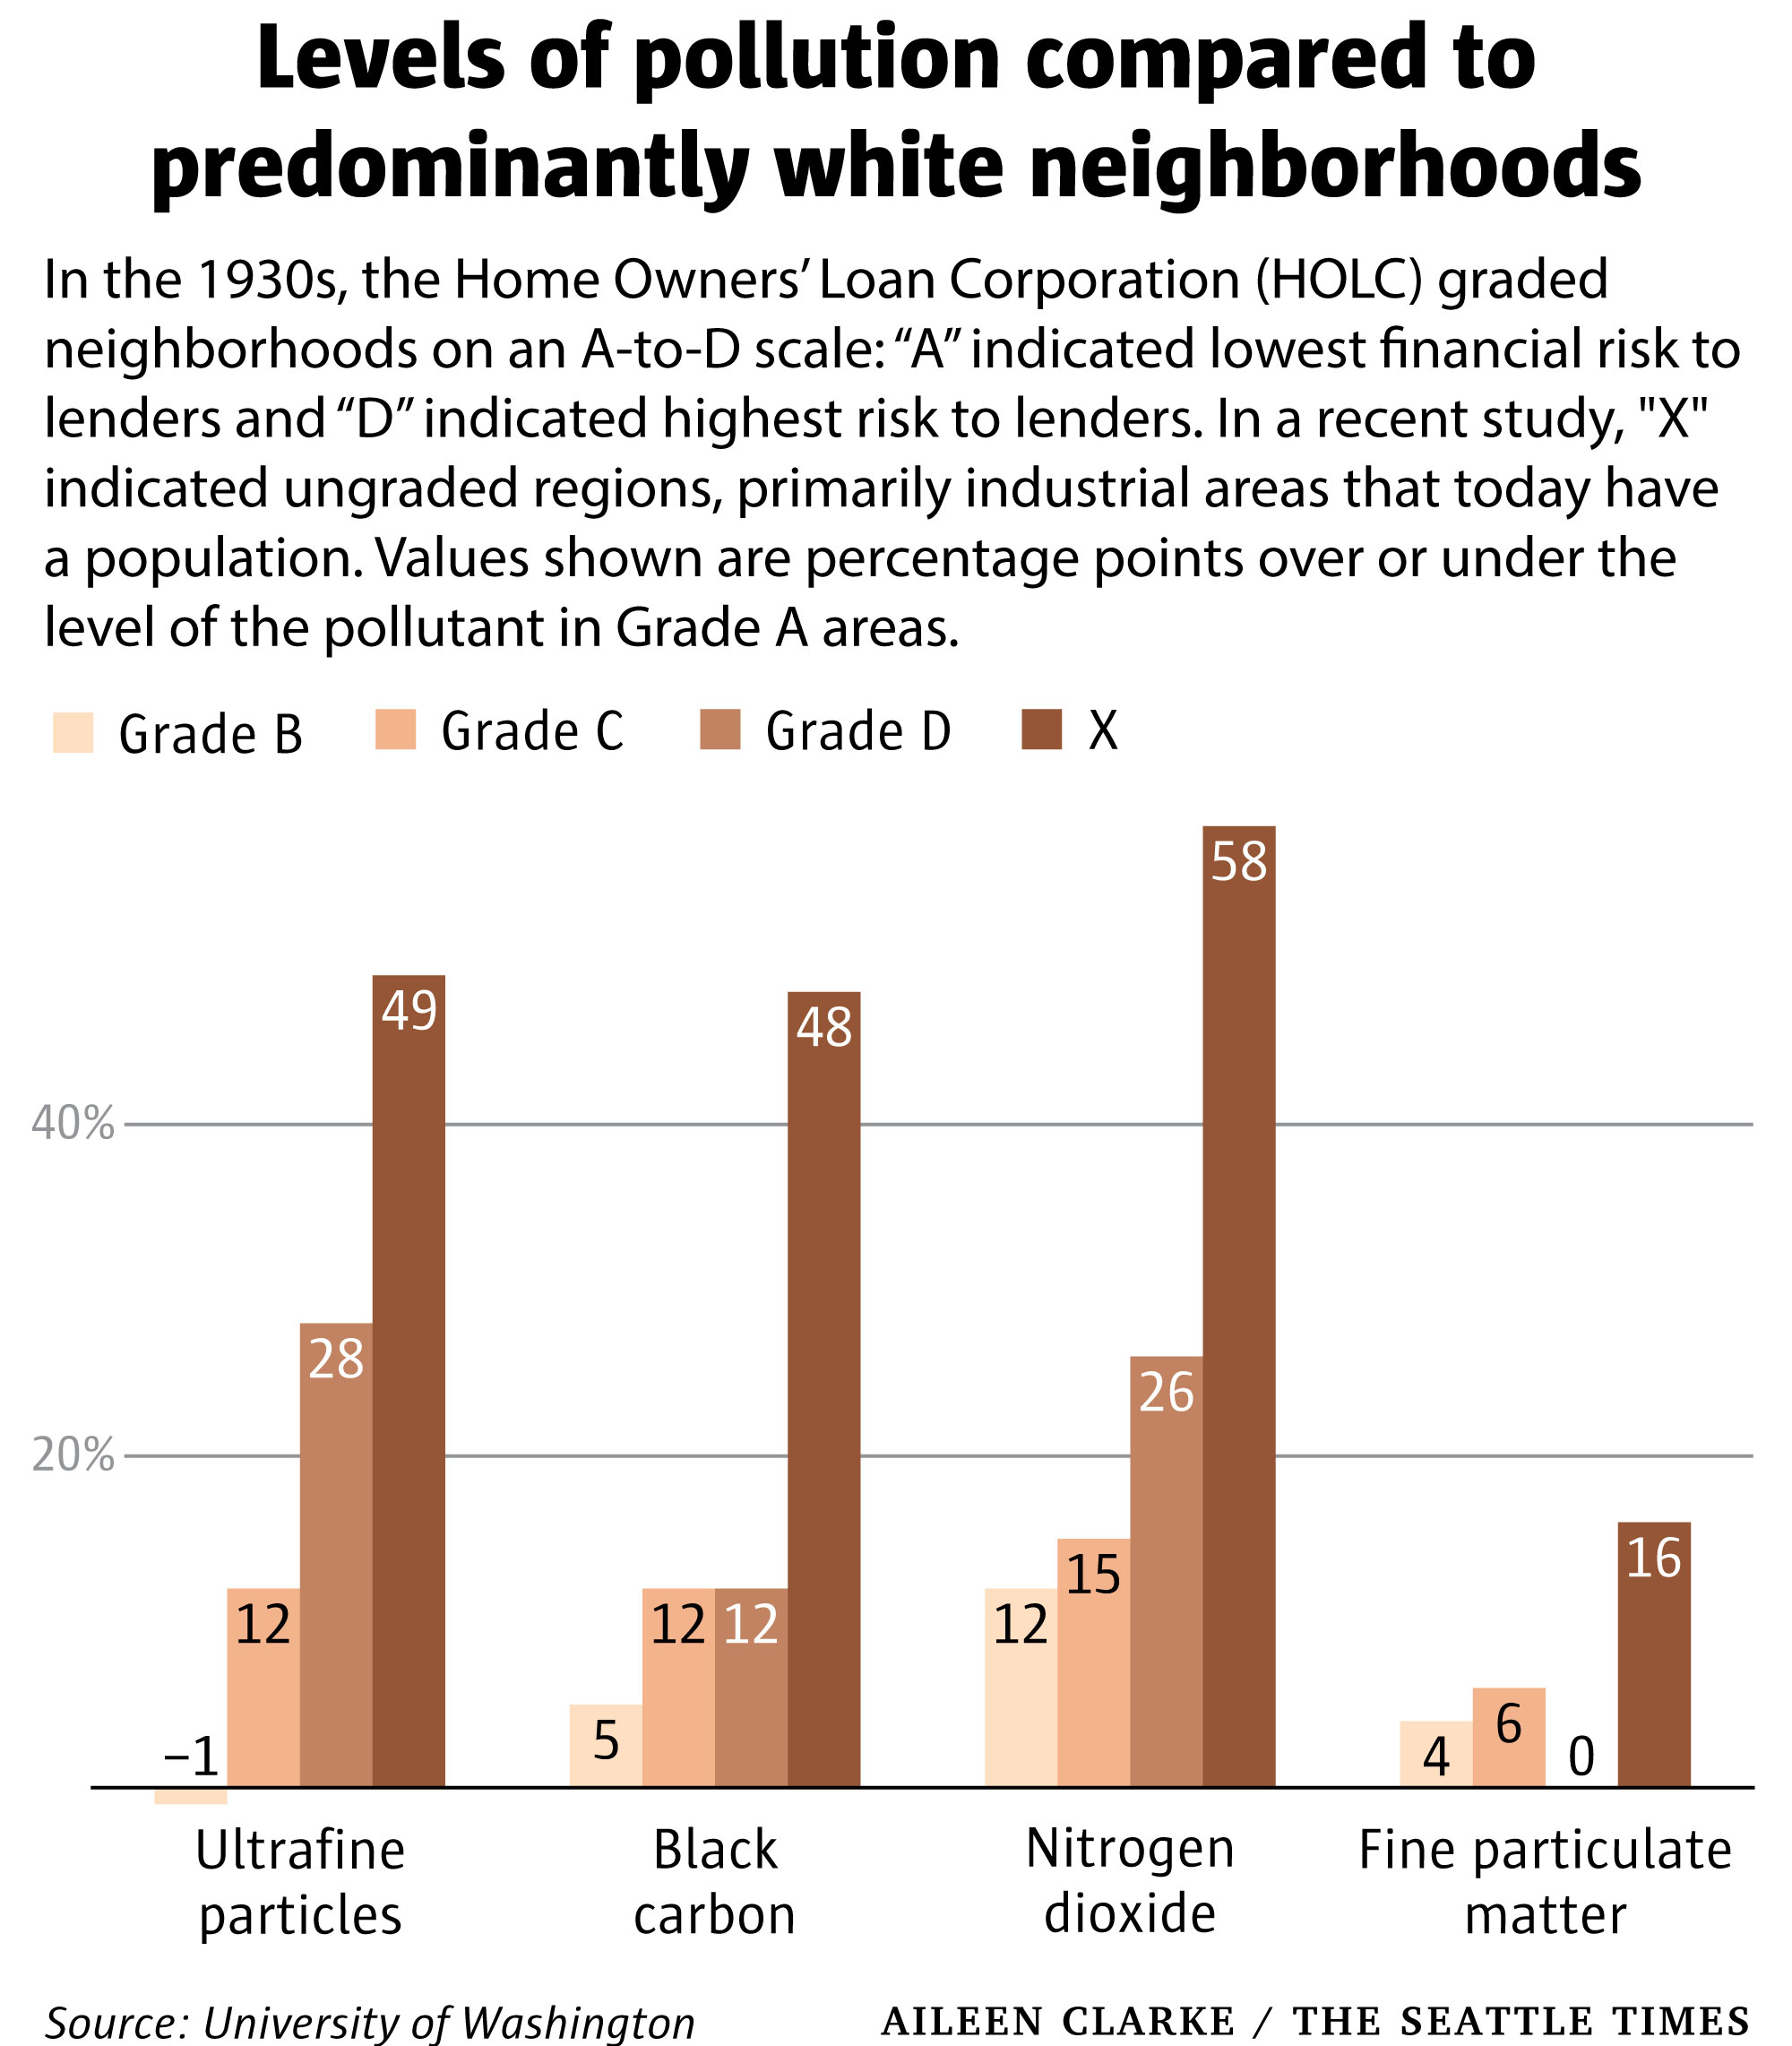 Levels of pollution compared to
predominantly white neighborhoods
In the 1930s, the Home Owners’ Loan Corporation (HOLC) graded
neighborhoods on an A-to-D scale: “A” indicated lowest financial risk to
lenders and “D” indicated highest risk to lenders. In a recent study, "X"
indicated ungraded regions, primarily industrial areas that today have
a population. Values shown are percentage points over or under the
level of the pollutant in Grade A areas.
Grade B Grade C Grade D X
58
49
48
40%
28
26
20%
16
15
12
12 12
12
5
6
4
0
–1
Ultrafine
particles
Black
carbon
Nitrogen
dioxide
Fine particulate
matter
Source: University of Washington
AILEEN CLARKE / THE SEATTLE TIMES